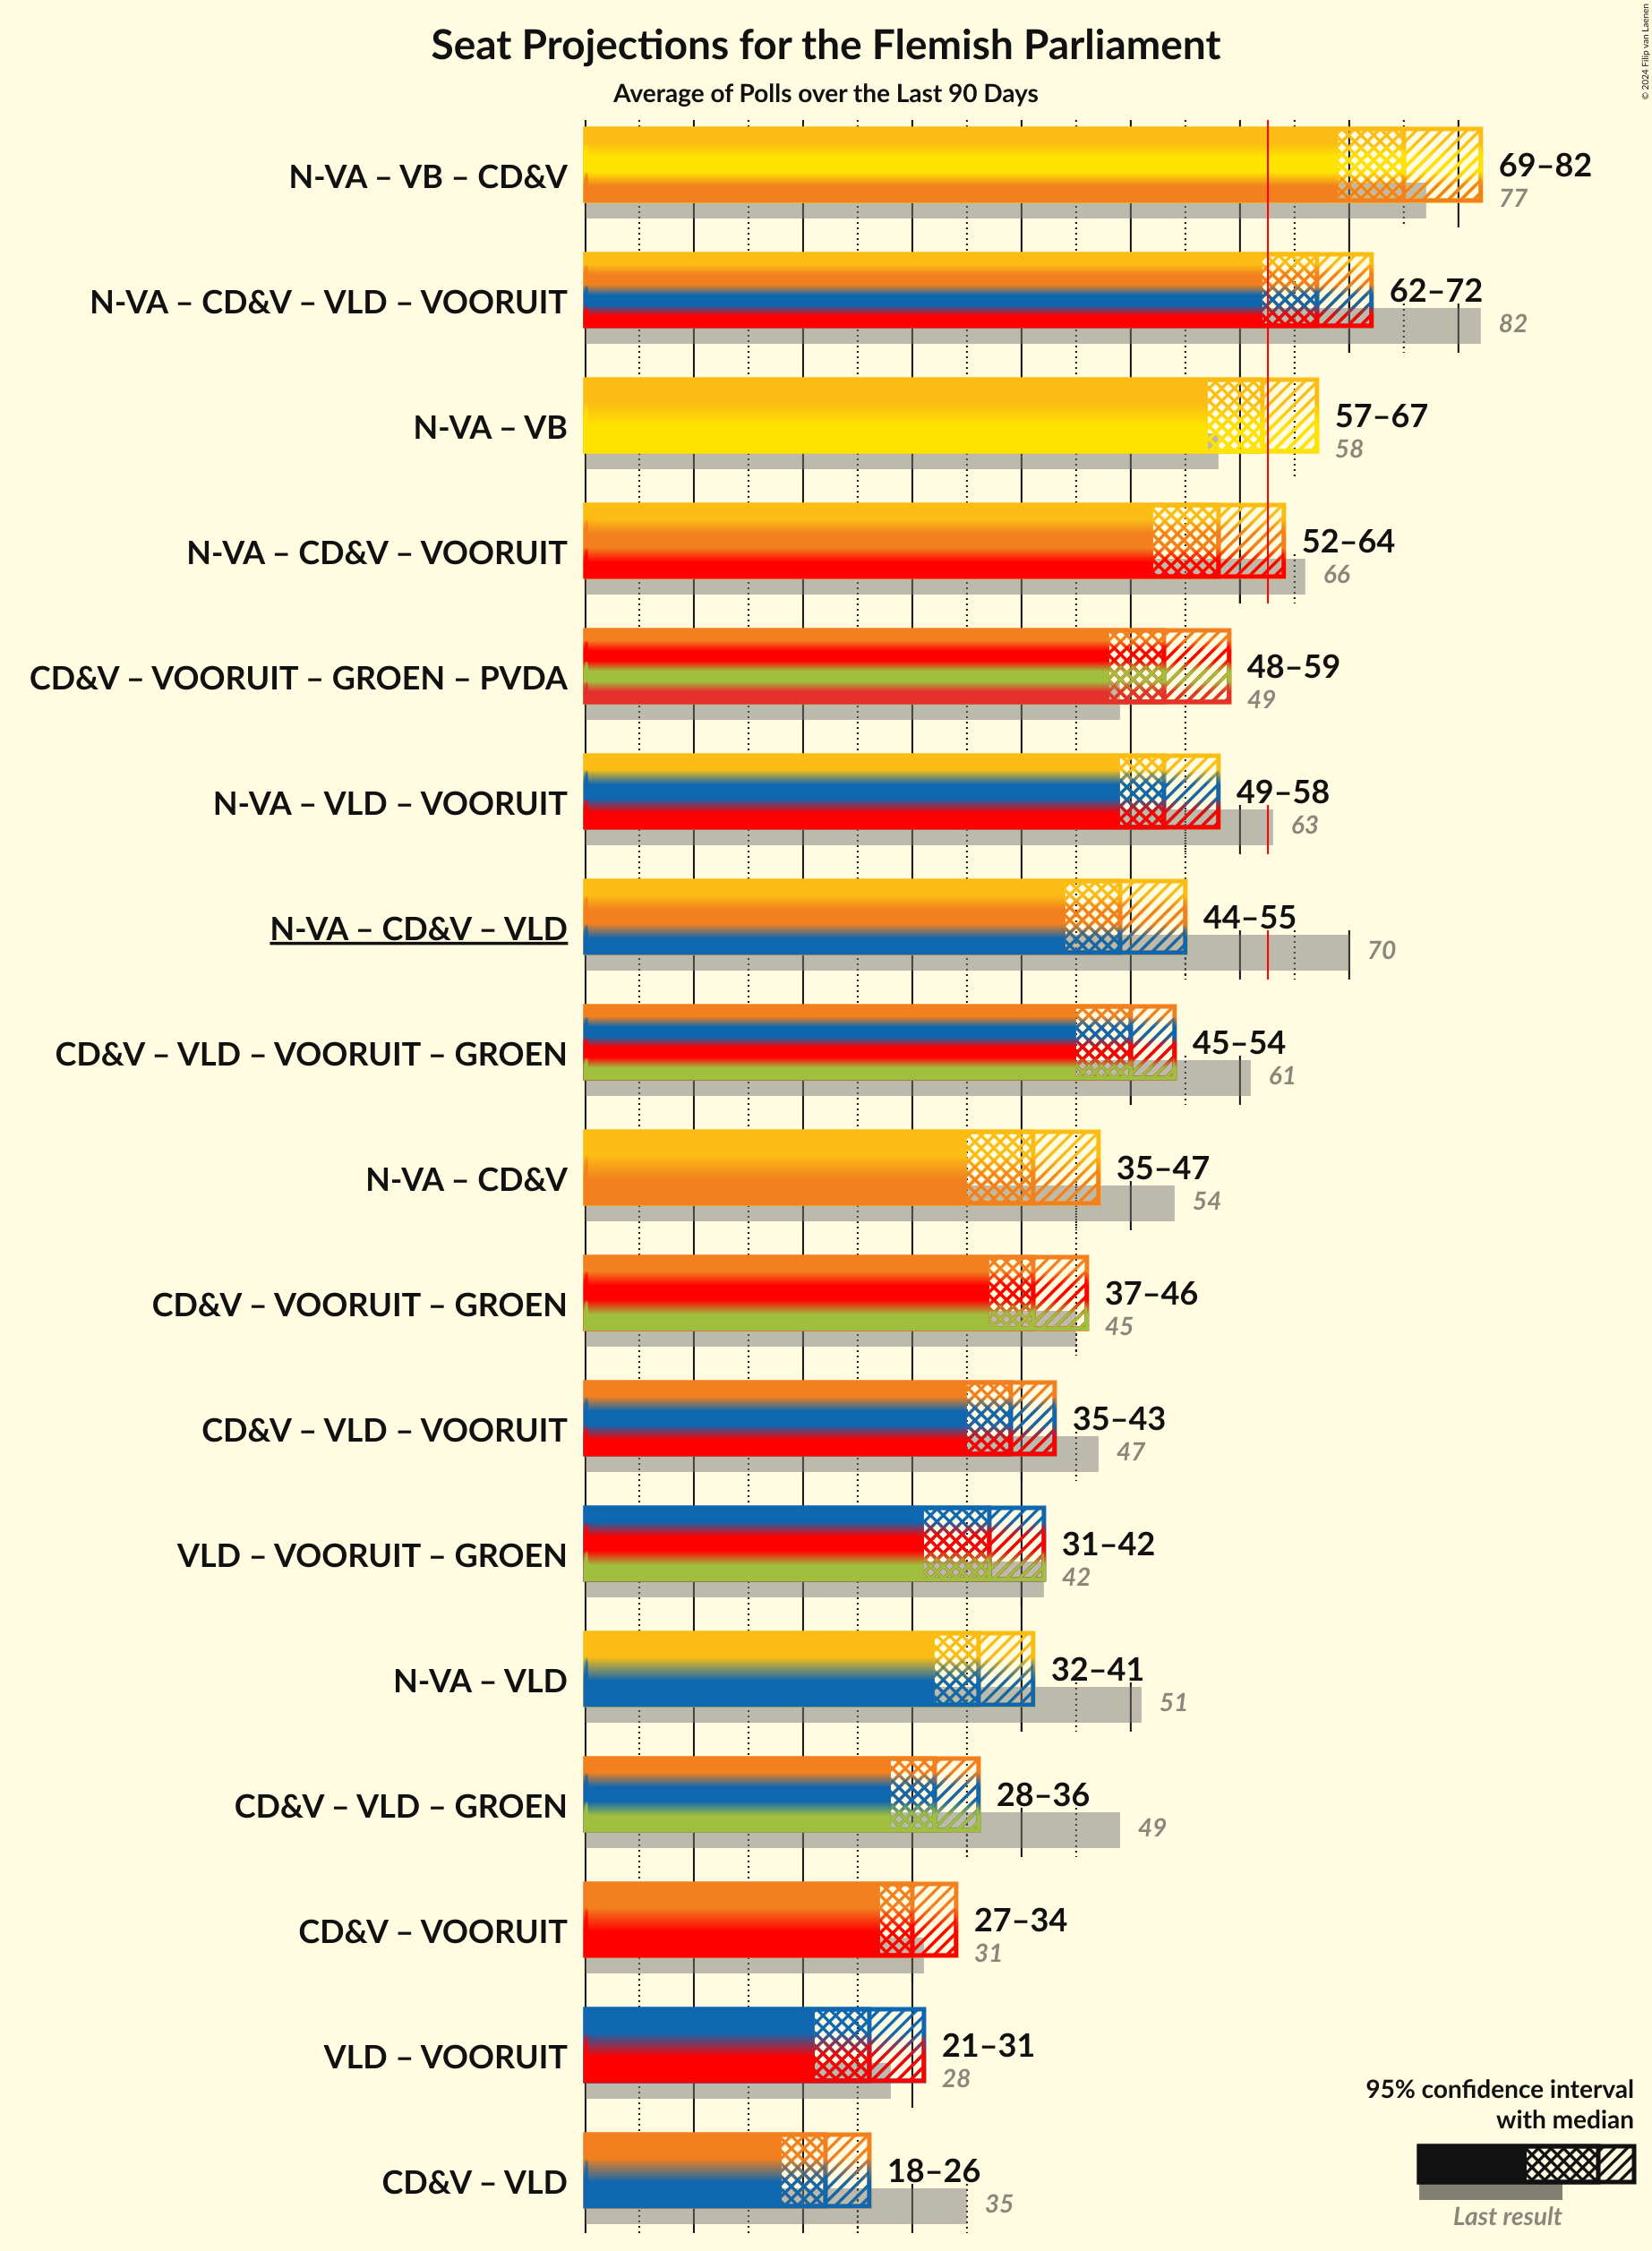 Seat Projections for the Flemish Parliament
Average of Polls over the Last 90 Days
© 2024 Filip van Laenen
N-VA – VB – CD&V
69–82
77
N-VA – CD&V – VLD – VOORUIT
62–72
82
N-VA – VB
57–67
58
N-VA – CD&V – VOORUIT
52–64
66
CD&V – VOORUIT – GROEN – PVDA
48–59
49
N-VA – VLD – VOORUIT
49–58
63
N-VA – CD&V – VLD
44–55
70
CD&V – VLD – VOORUIT – GROEN
45–54
61
N-VA – CD&V
35–47
54
CD&V – VOORUIT – GROEN
37–46
45
CD&V – VLD – VOORUIT
35–43
47
VLD – VOORUIT – GROEN
31–42
42
N-VA – VLD
32–41
51
CD&V – VLD – GROEN
28–36
49
CD&V – VOORUIT
27–34
31
VLD – VOORUIT
21–31
28
CD&V – VLD
18–26
35
95% confidence interval
with median
Last result